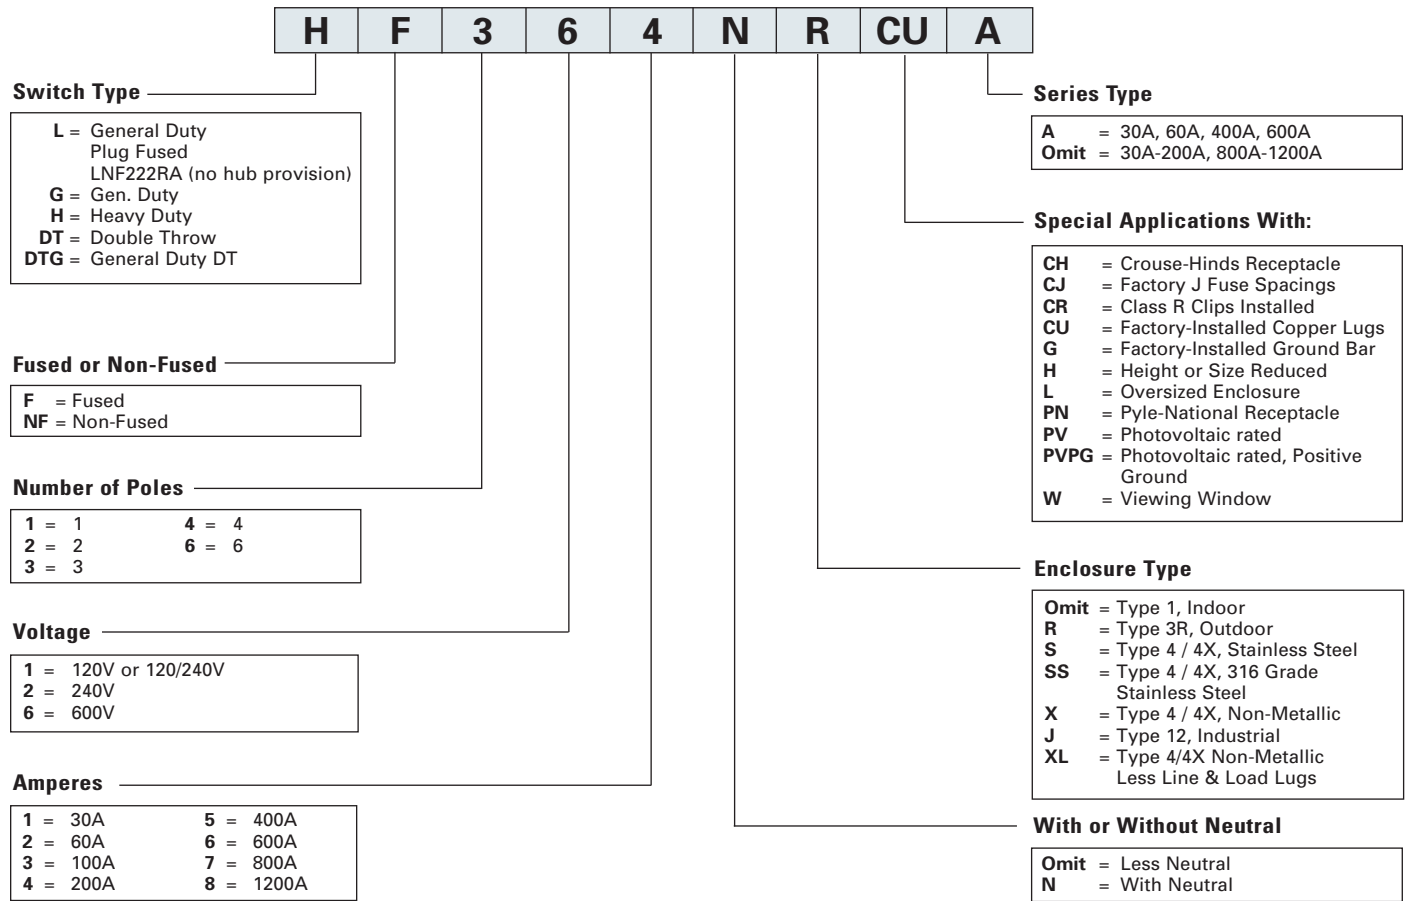 H F 3 6 4 N R CU A
Switch Type
L = General Duty
Plug Fused
LNF222RA (no hub provision)
G = Gen. Duty
H = Heavy Duty
DT = Double Throw
DTG = General Duty DT
Fused or Non-Fused
F = Fused
NF = Non-Fused
Number of Poles
1 = 1 4 = 4
2 = 2 6 = 6
3 = 3
Voltage
1 = 120V or 120/240V
2 = 240V
6 = 600V
Amperes
1 = 30A 5 = 400A
2 = 60A 6 = 600A
3 = 100A 7 = 800A
4 = 200A 8 = 1200A
Series Type
A = 30A, 60A, 400A, 600A
Omit = 30A-200A, 800A-1200A
Special Applications With:
CH = Crouse-Hinds Receptacle
CJ = Factory J Fuse Spacings
CR = Class R Clips Installed
CU = Factory-Installed Copper Lugs
G = Factory-Installed Ground Bar
H = Height or Size Reduced
L = Oversized Enclosure
PN = Pyle-National Receptacle
PV = Photovoltaic rated
PVPG = Photovoltaic rated, Positive
Ground
W = Viewing Window
Enclosure Type
Omit = Type 1, Indoor
R = Type 3R, Outdoor
S = Type 4 / 4X, Stainless Steel
SS = Type 4 / 4X, 316 Grade
Stainless Steel
X = Type 4 / 4X, Non-Metallic
J = Type 12, Industrial
XL = Type 4/4X Non-Metallic
Less Line & Load Lugs
With or Without Neutral
Omit = Less Neutral
N = With Neutral